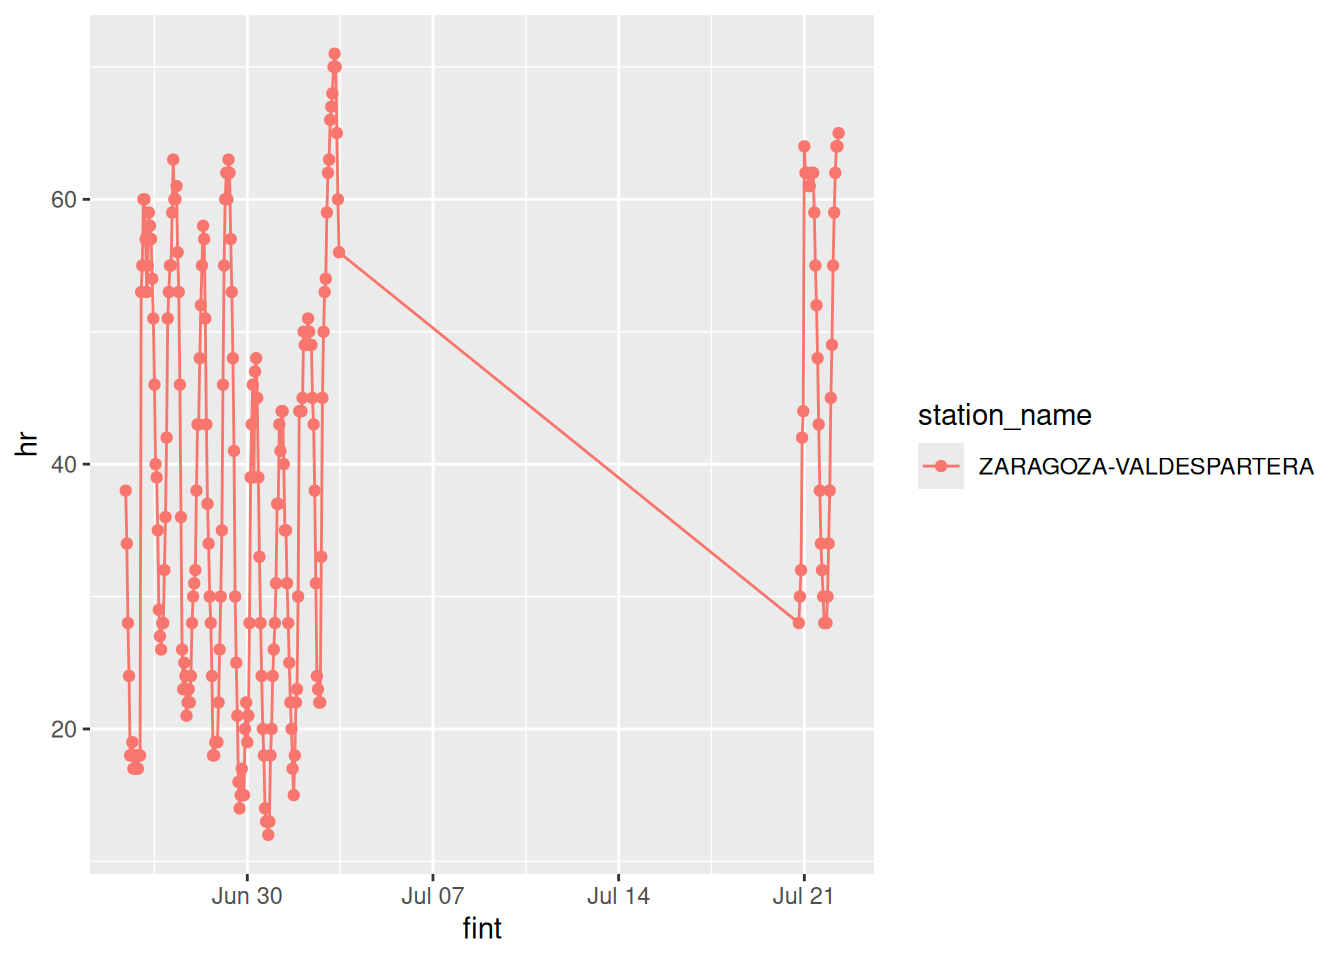 60
40
20
hr
Jun 30
Jul 07
Jul 14
Jul 21
fint
station_name
ZARAGOZA-VALDESPARTERA